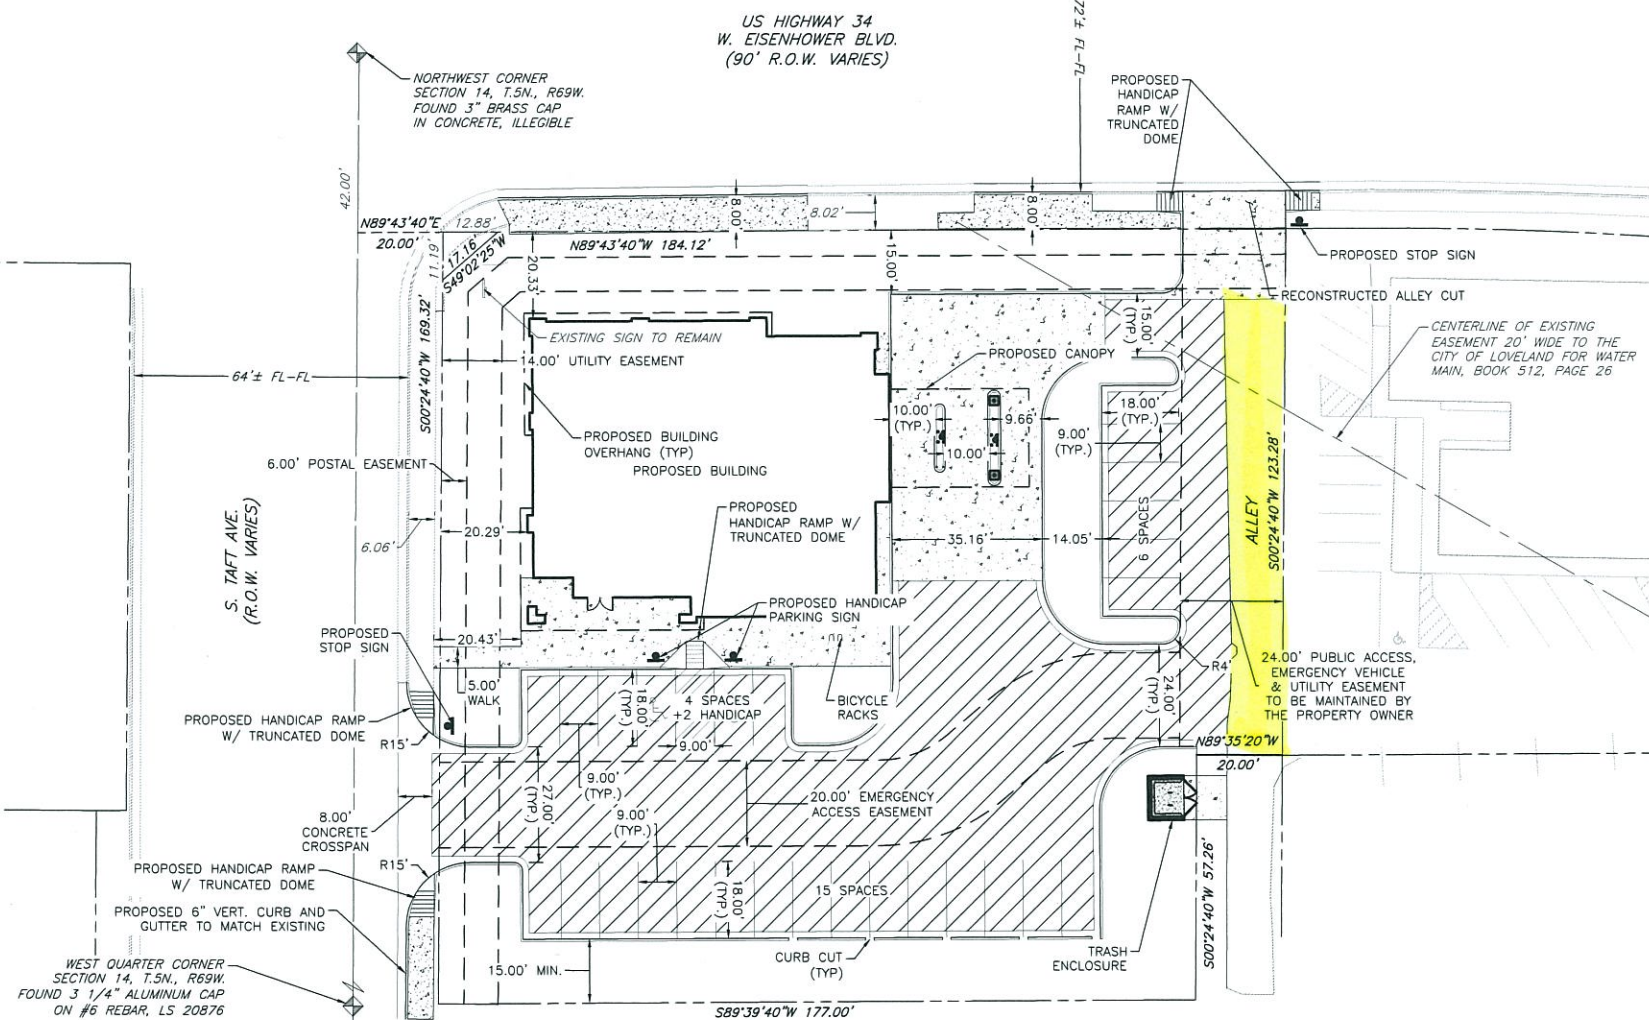 US HIGHWAY 34
W. EISENHOWER BLVD.
(90' R.O.W. VARIES)
72'± FL-FL
NORTHWEST CORNER
SECTION 14, T.5N., R69W.
FOUND 3" BRASS CAP
IN CONCRETE, ILLEGIBLE
PROPOSED
HANDICAP
RAMP W/
TRUNCATED
DOME
42.00'
N89°43'40"E
12.88'
20.00'
11.19
17.16'
S49°02'25"W
N89°43'40"W 184.12'
8.00'
8.02'
8.00'
15.00'
20.33'
PROPOSED STOP SIGN
RECONSTRUCTED ALLEY CUT
EXISTING SIGN TO REMAIN
14.00' UTILITY EASEMENT
S00°24'40"W 169.32'
64'± FL-FL
PROPOSED CANOPY
15.00'
(TYP.)
CENTERLINE OF EXISTING
EASEMENT 20' WIDE TO THE
CITY OF LOVELAND FOR WATER
MAIN, BOOK 512, PAGE 26
10.00'
(TYP.)
9.66'
10.00'
18.00'
(TYP.)
9.00'
(TYP.)
PROPOSED BUILDING
OVERHANG (TYP)
PROPOSED BUILDING
6.00' POSTAL EASEMENT
S. TAFT AVE.
(R.O.W. VARIES)
PROPOSED
HANDICAP RAMP W/
TRUNCATED DOME
20.29'
6.06'
35.16'
14.05'
6 SPACES
ALLEY
S00°24'40"W 123.28'
PROPOSED HANDICAP
PARKING SIGN
PROPOSED
STOP SIGN
20.43'
5.00'
WALK
18.00'
(TYP.)
4 SPACES
+2 HANDICAP
9.00'
BICYCLE
RACKS
24.00'
(TYP.)
R4'
24.00' PUBLIC ACCESS,
EMERGENCY VEHICLE
& UTILITY EASEMENT
TO BE MAINTAINED BY
THE PROPERTY OWNER
PROPOSED HANDICAP RAMP
W/ TRUNCATED DOME
R15'
N89°35'20"W
20.00'
9.00'
(TYP.)
27.00'
(TYP.)
9.00'
(TYP.)
20.00' EMERGENCY
ACCESS EASEMENT
8.00'
CONCRETE
CROSSPAN
R15'
PROPOSED HANDICAP RAMP
W/ TRUNCATED DOME
18.00'
(TYP.)
15 SPACES
S00°24'40"W 57.26'
PROPOSED 6" VERT. CURB AND
GUTTER TO MATCH EXISTING
CURB CUT
(TYP)
TRASH
ENCLOSURE
15.00' MIN.
WEST QUARTER CORNER
SECTION 14, T.5N., R69W.
FOUND 3 1/4" ALUMINUM CAP
ON #6 REBAR, LS 20876
S89°39'40"W 177.00'